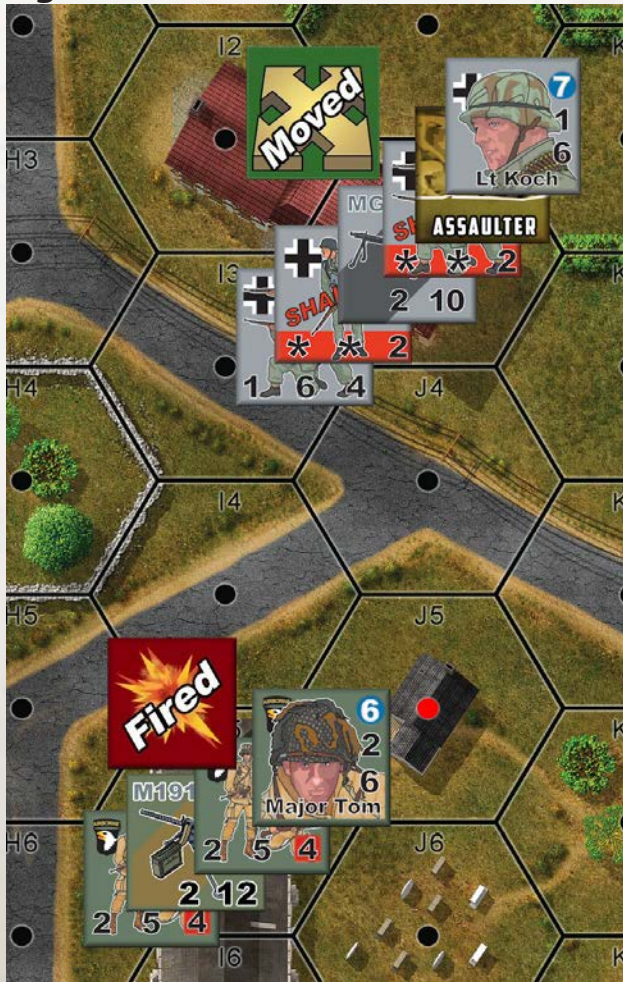 I2
K
Moved
7
1
6
Lt Koch
H3
MG
ASSAULTER
SH
* * 2
I3
2 10
SHA
* * 2
1 6 4
H4
J4
I4
K
H5
J5
Fired
6
2
6
Major Tom
K
M191
H6
2 5 4
J6
2 12
2 5 4
I6
K